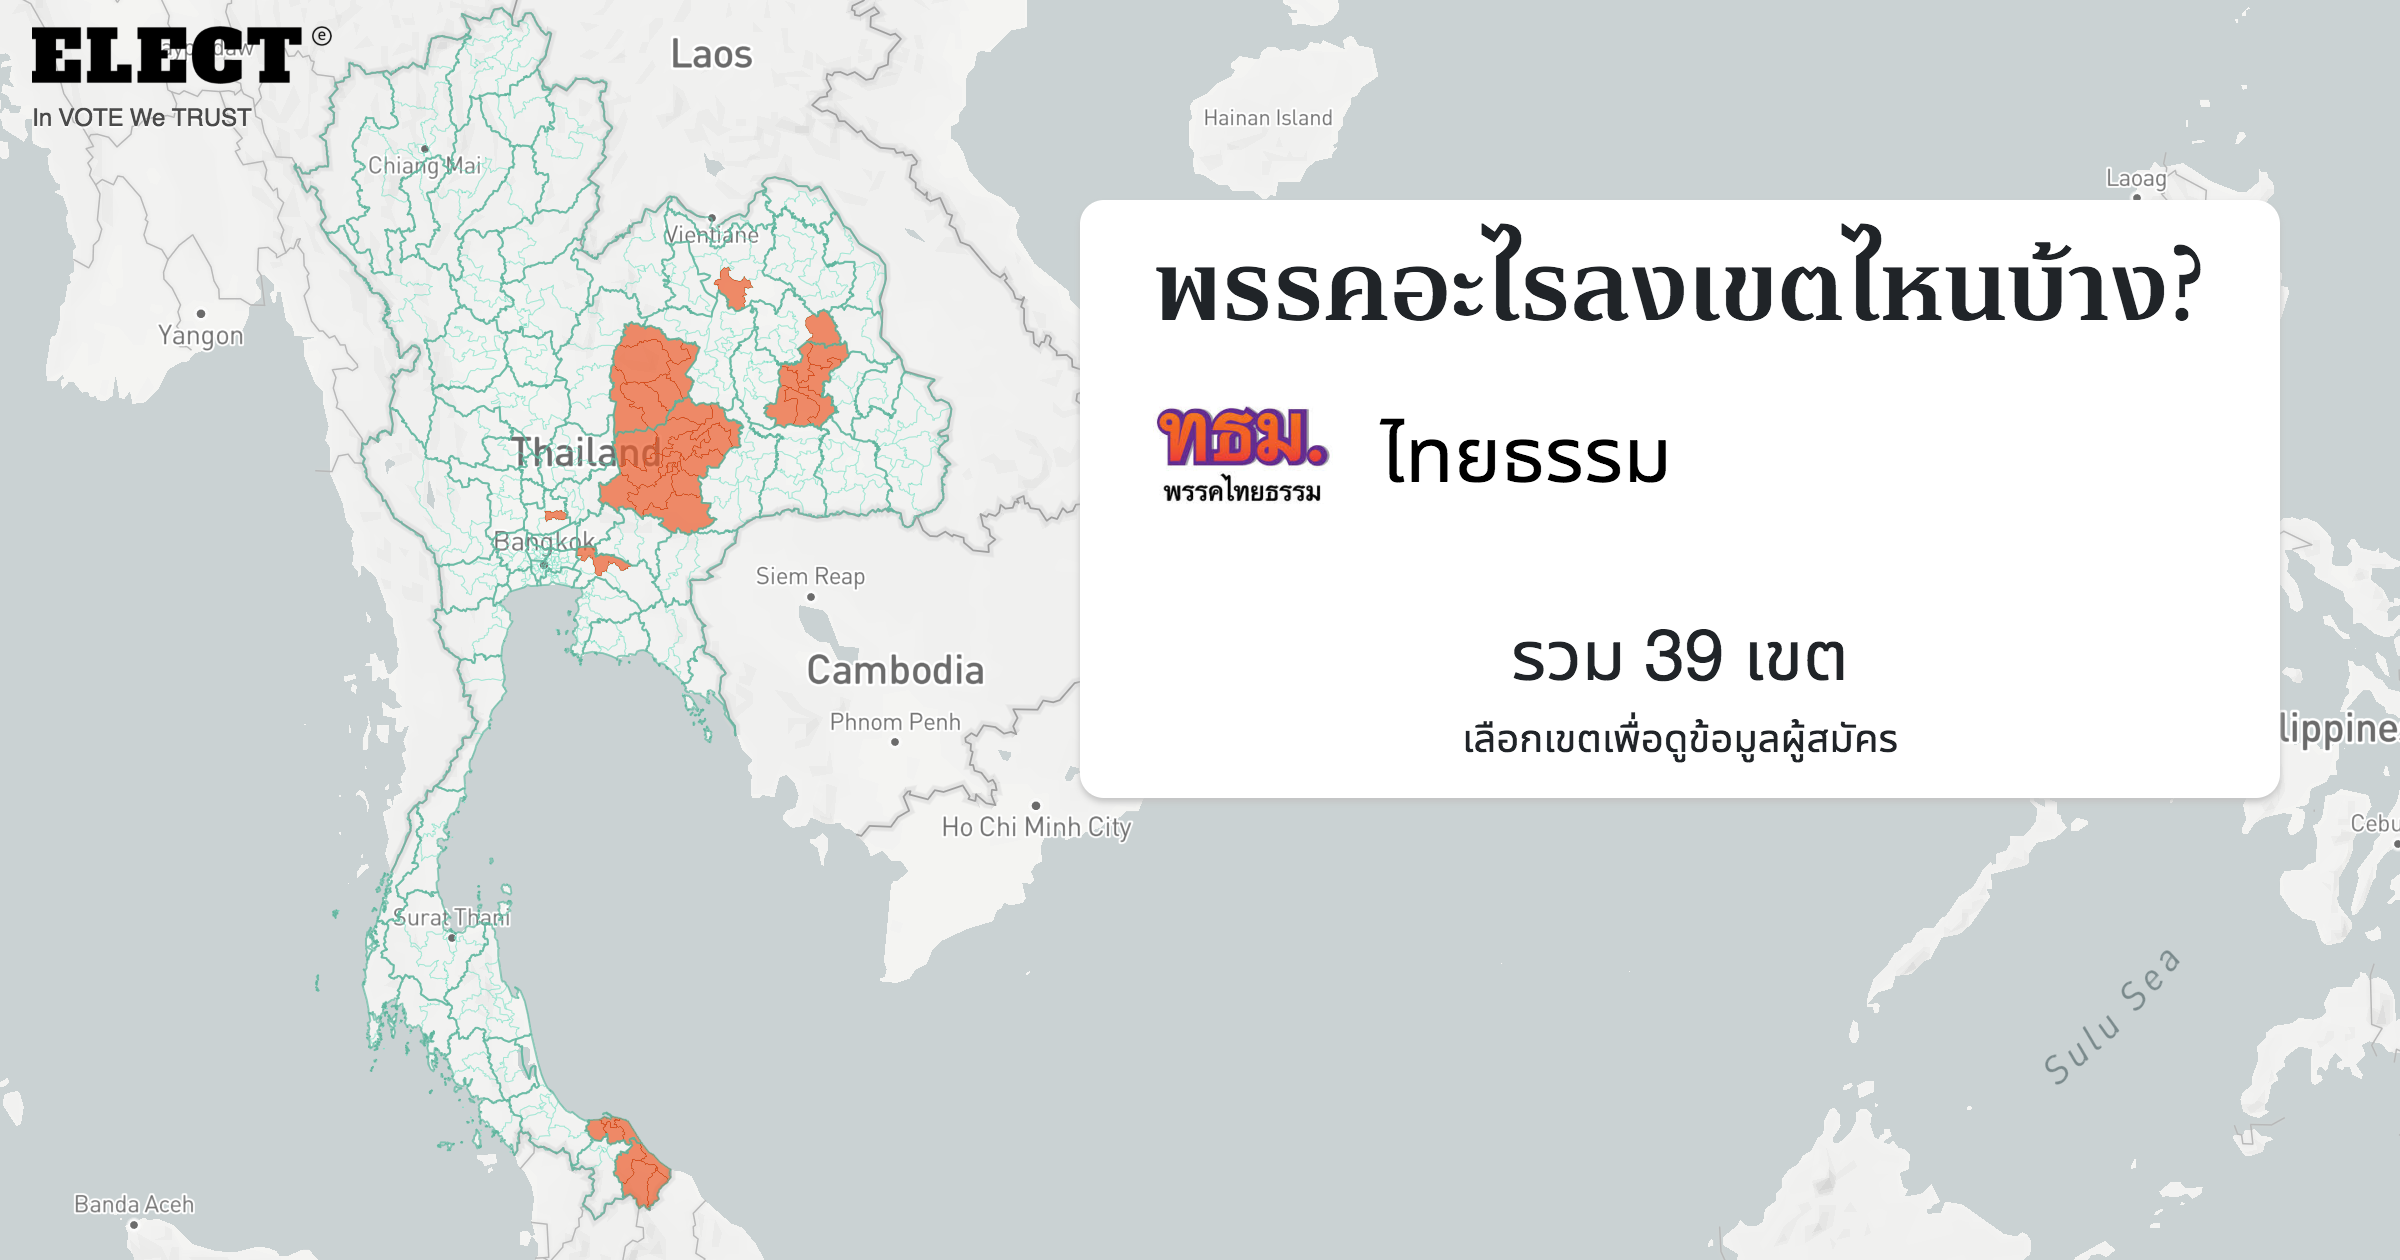 ELECT ⓔ
In VOTE We TRUST
Laos
Hainan Island
Chiang Mai
Laoag
Vientiane
Yangon
พรรคอะไรลงเขตไหนบ้าง?
ทธม.
พรรคไทยธรรม
ไทยธรรม
Thailand
Bangkok
Siem Reap
Cambodia
Phnom Penh
รวม 39 เขต
เลือกเขตเพื่อดูข้อมูลผู้สมัคร
Ho Chi Minh City
Cebu
Surat Thani
Sulu Sea
Banda Aceh